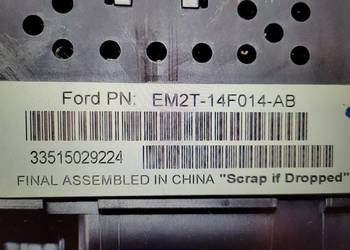 Ford PN: EM2T-14F014-AB
33515029224
FINAL ASSEMBLED IN CHINA "Scrap if Dropped"